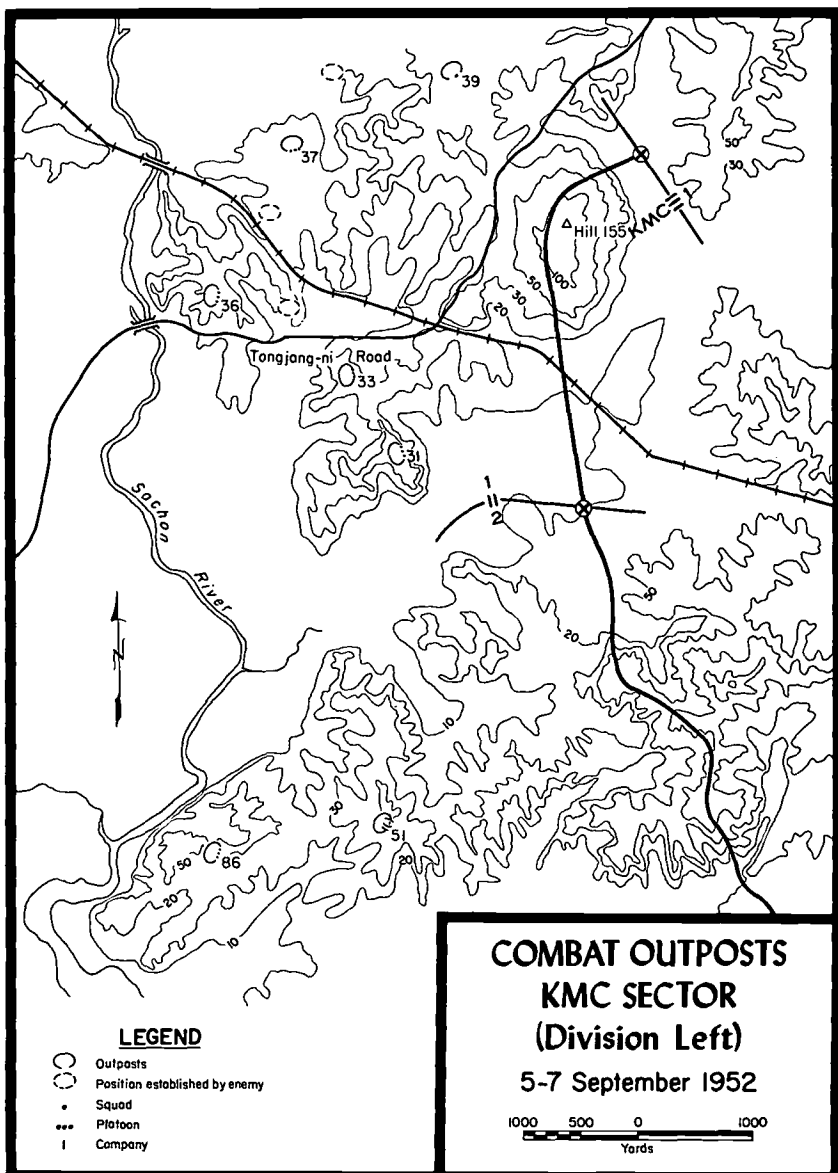 39
37
50
30
Hill 155
KMC
1
50
30
20
100
36
Tongjang-ni Road
33
31
1
2
Sachon
River
50
20
N
10
30
51
20
50
86
20
10
LEGEND
Outposts
Position established by enemy
Squad
Platoon
Company
COMBAT OUTPOSTS
KMC SECTOR
(Division Left)
5-7 September 1952
1000 500 0 1000
Yards